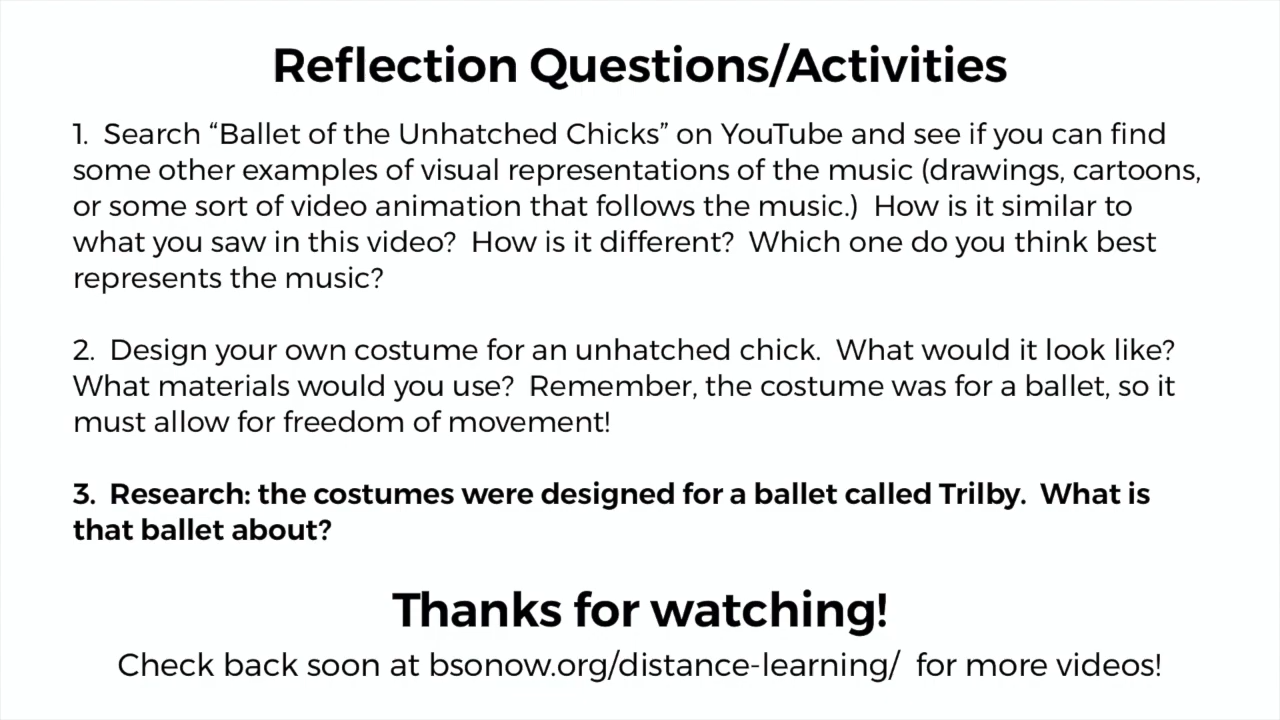 Reflection Questions/Activities
1.  Search “Ballet of the Unhatched Chicks” on YouTube and see if you can find
some other examples of visual representations of the music (drawings, cartoons,
or some sort of video animation that follows the music.)  How is it similar to
what you saw in this video?  How is it different?  Which one do you think best
represents the music?
2.  Design your own costume for an unhatched chick.  What would it look like?
What materials would you use?  Remember, the costume was for a ballet, so it
must allow for freedom of movement!
3.  Research: the costumes were designed for a ballet called Trilby.  What is
that ballet about?
Thanks for watching!
Check back soon at bsonow.org/distance-learning/  for more videos!